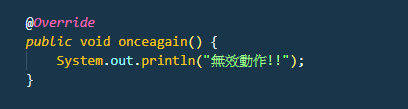 @Override
public void onceagain() {
System.out.println("無效動作!!");
}